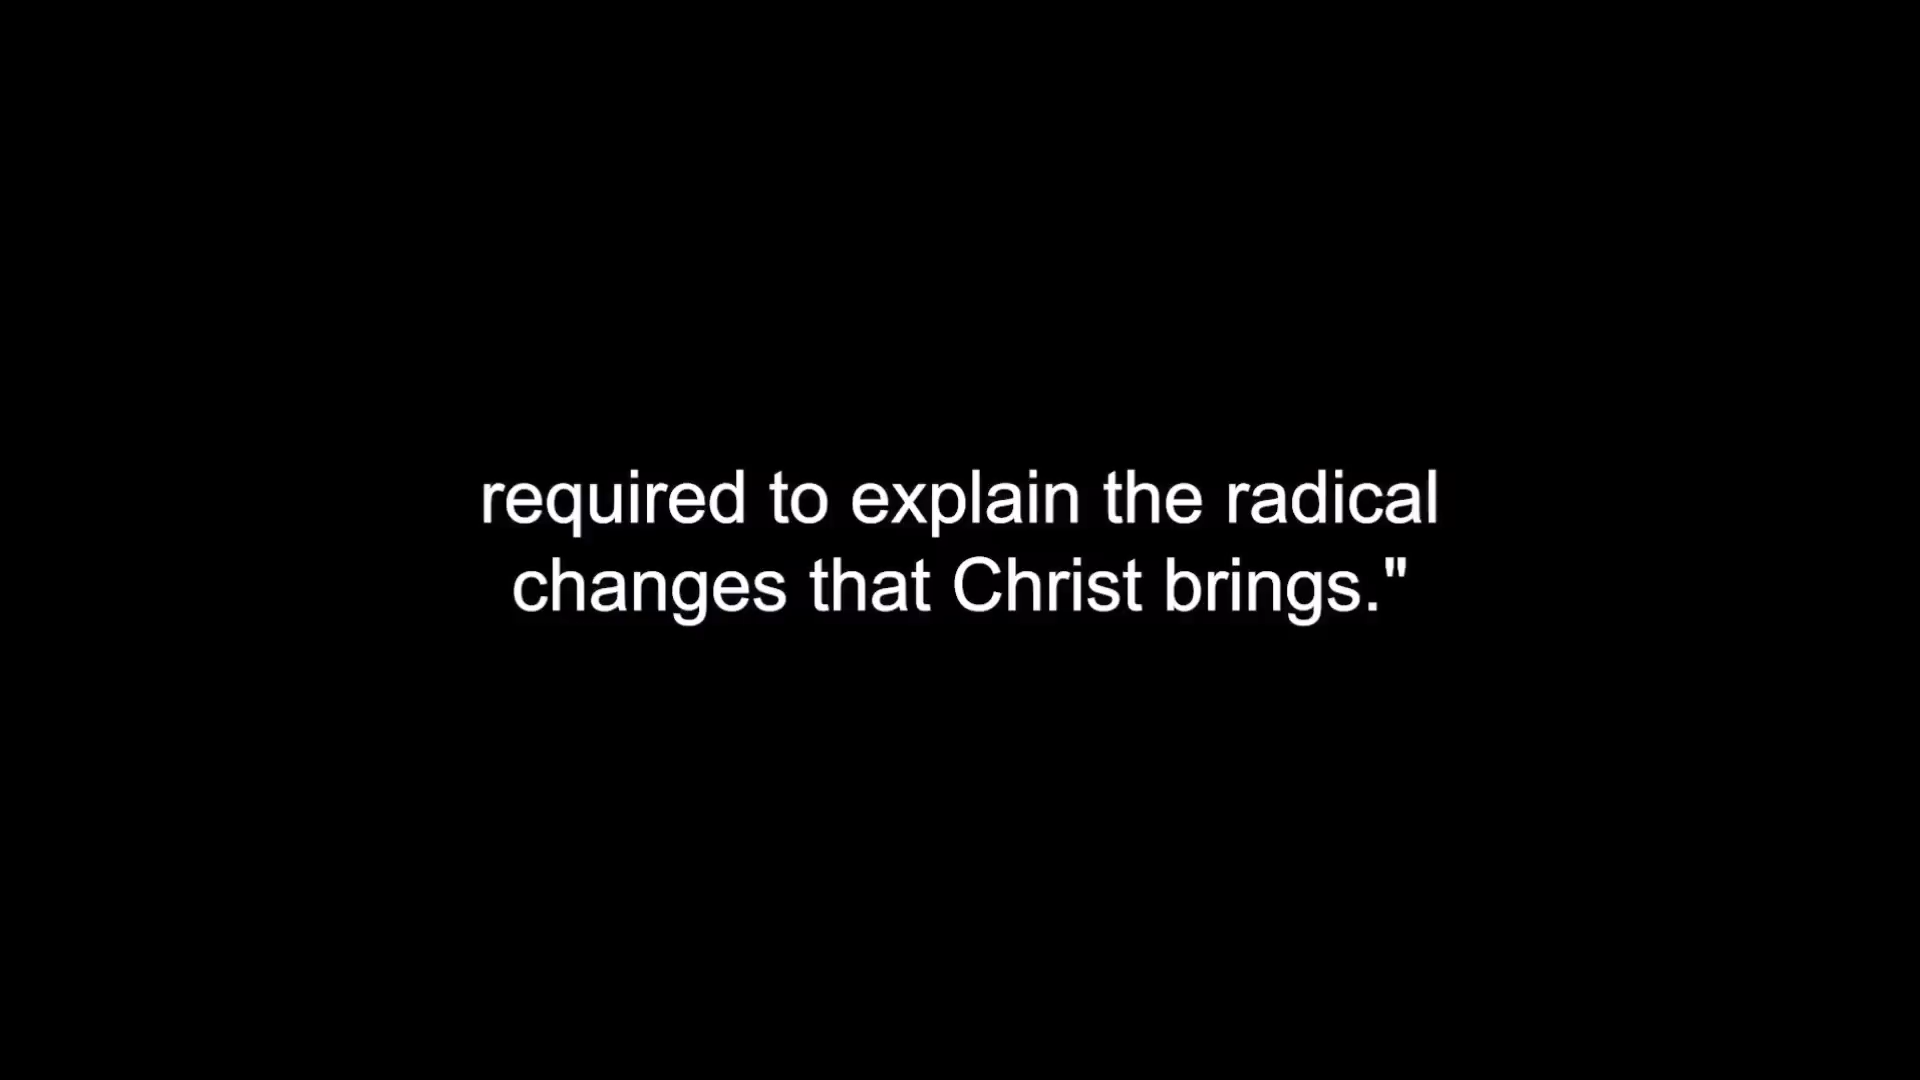 required to explain the radical
changes that Christ brings."